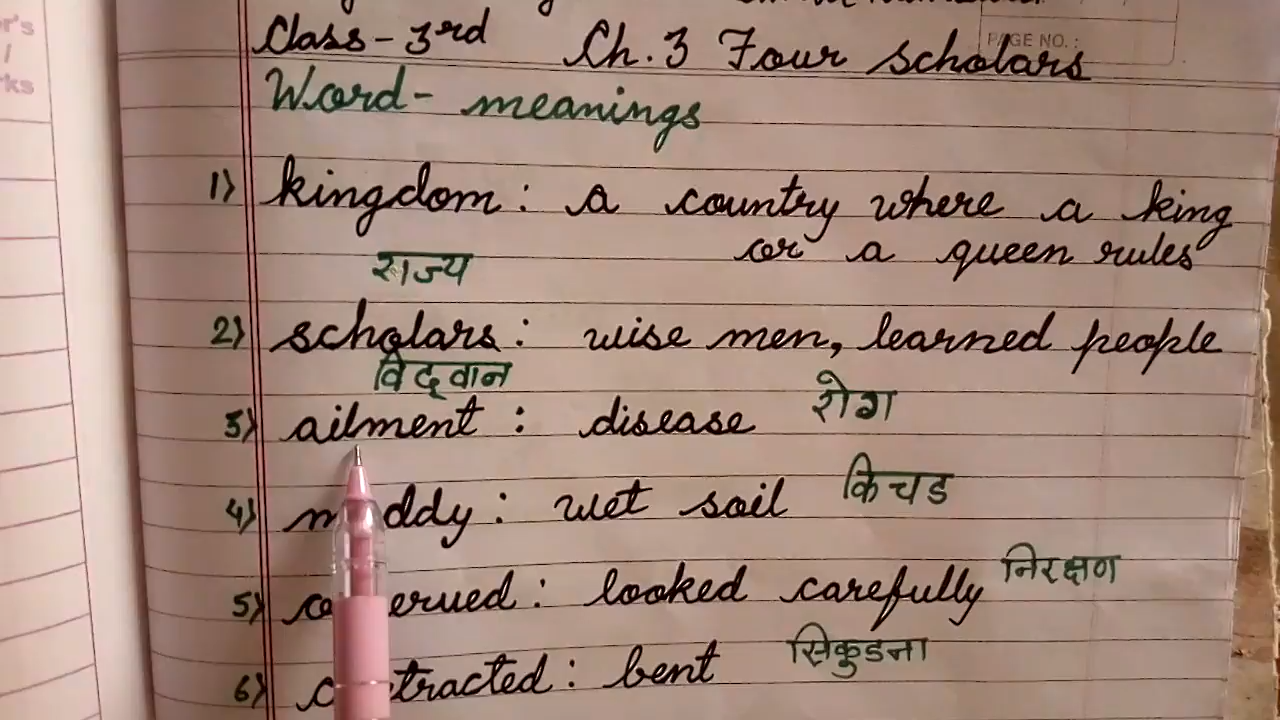 r's
/
ks
PAGE NO. :
Class - 3rd Ch. 3 Four scholars
Word - meanings
1) kingdom : a country where a king
or a queen rules
राज्य
2) scholars : wise men, learned people
विद्वान
3) ailment : disease रोग
4) ddy : wet soil किचड
5) erved : looked carefully निरक्षण
6) tracted : bent सिकुडना